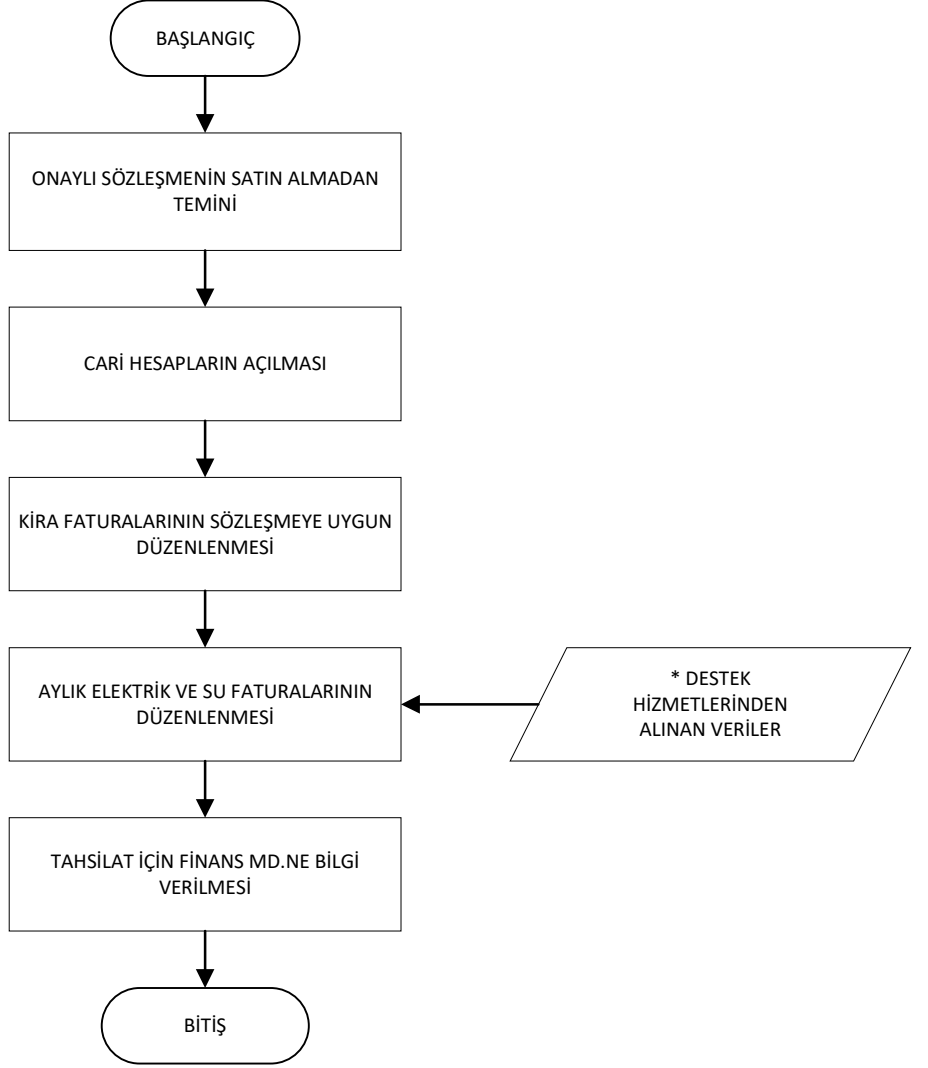 BAŞLANGIÇ
ONAYLI SÖZLEŞMENİN SATIN ALMADAN
TEMİNİ
CARİ HESAPLARIN AÇILMASI
KİRA FATURALARININ SÖZLEŞMEYE UYGUN
DÜZENLENMESİ
AYLIK ELEKTRİK VE SU FATURALARININ
DÜZENLENMESİ
* DESTEK
HİZMETLERİNDEN
ALINAN VERİLER
TAHSİLAT İÇİN FİNANS MD.NE BİLGİ
VERİLMESİ
BİTİŞ